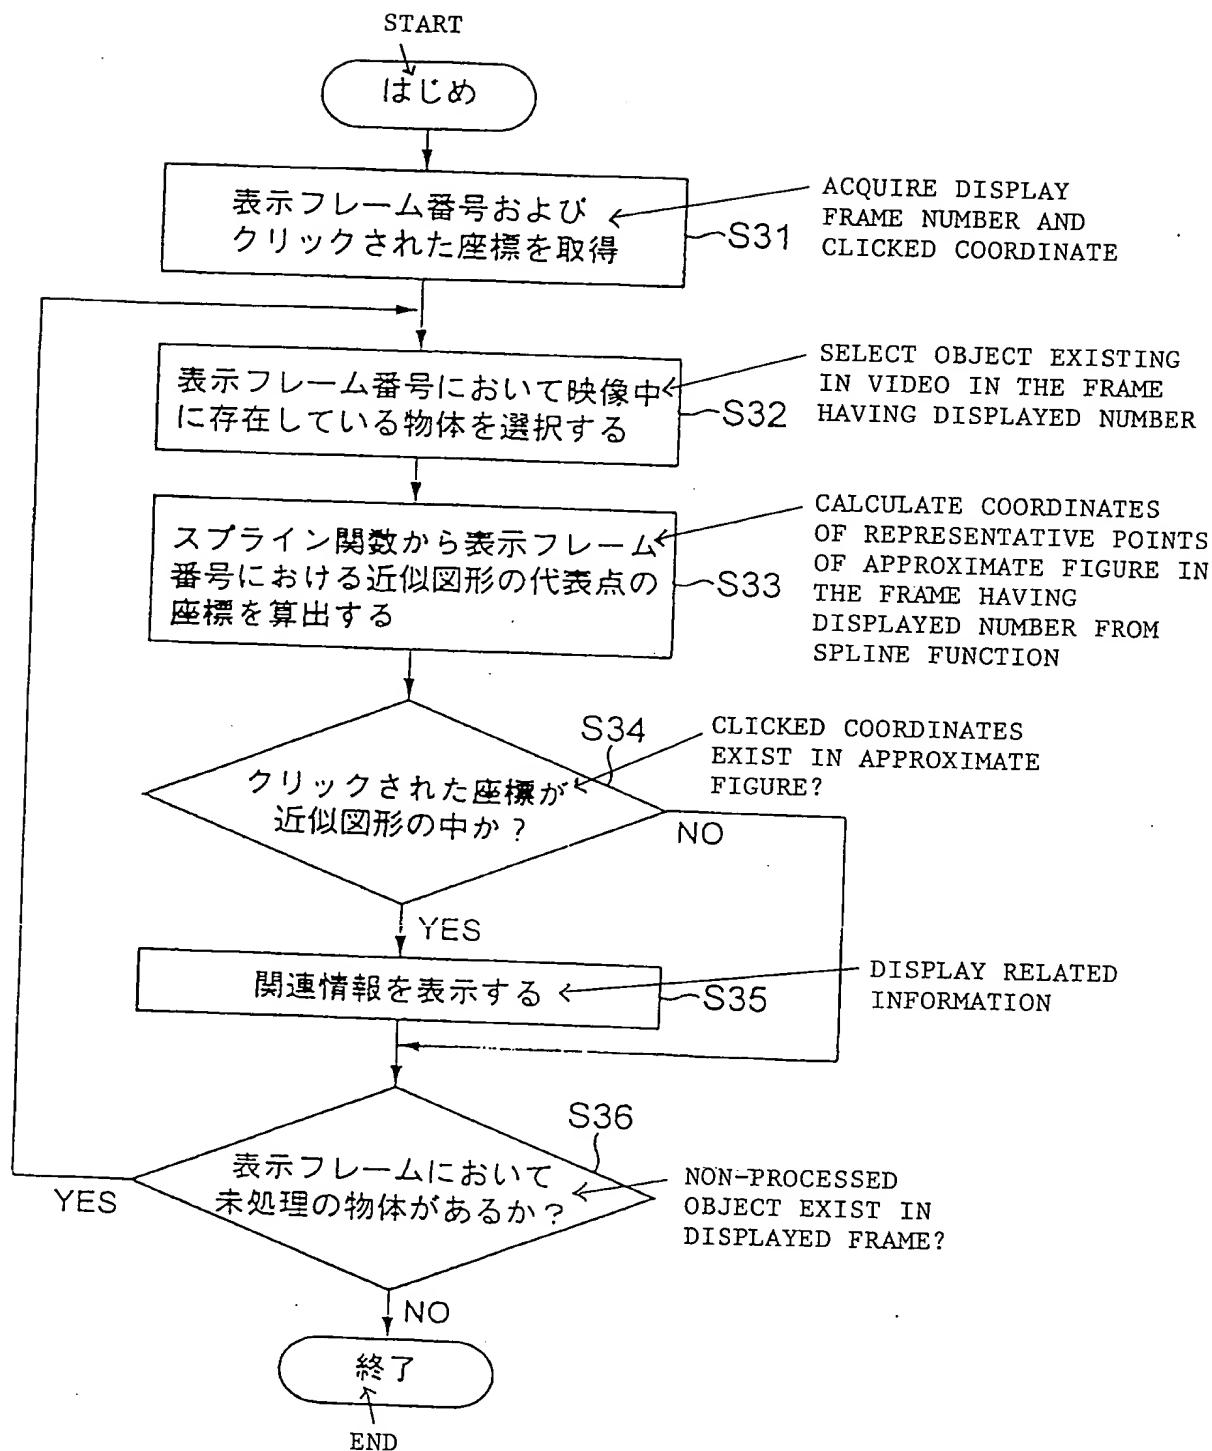 START
はじめ
表示フレーム番号および
クリックされた座標を取得
S31
ACQUIRE DISPLAY
FRAME NUMBER AND
CLICKED COORDINATE
表示フレーム番号において映像中
に存在している物体を選択する
S32
SELECT OBJECT EXISTING
IN VIDEO IN THE FRAME
HAVING DISPLAYED NUMBER
スプライン関数から表示フレーム
番号における近似図形の代表点の
座標を算出する
S33
CALCULATE COORDINATES
OF REPRESENTATIVE POINTS
OF APPROXIMATE FIGURE IN
THE FRAME HAVING
DISPLAYED NUMBER FROM
SPLINE FUNCTION
S34
クリックされた座標が
近似図形の中か？
CLICKED COORDINATES
EXIST IN APPROXIMATE
FIGURE?
NO
YES
関連情報を表示する
S35
DISPLAY RELATED
INFORMATION
S36
表示フレームにおいて
未処理の物体があるか？
NON-PROCESSED
OBJECT EXIST IN
DISPLAYED FRAME?
YES
NO
終了
END